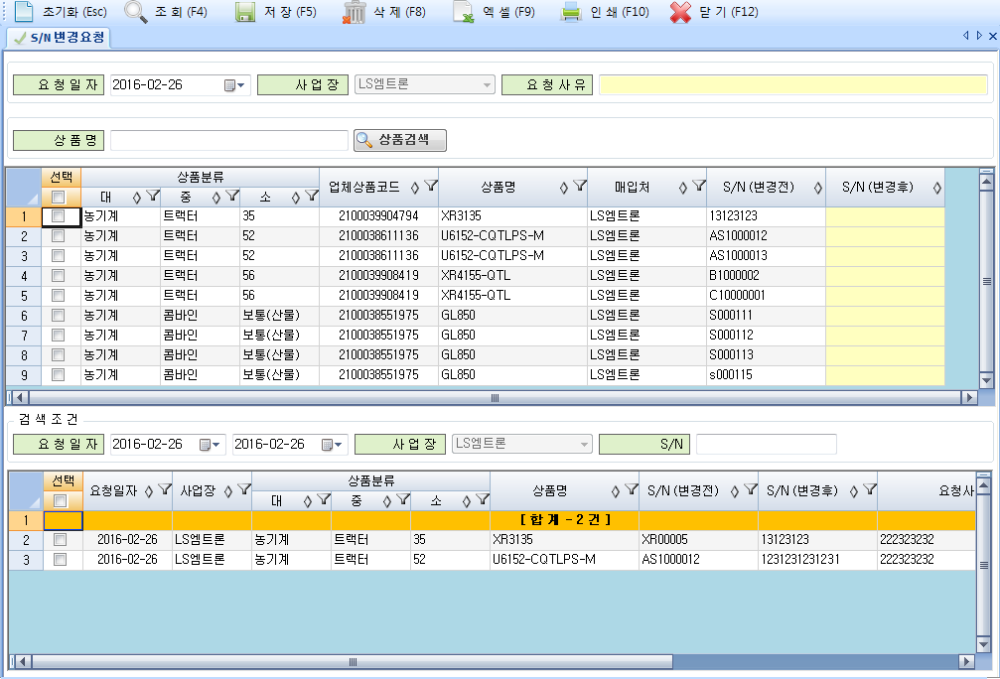 초기화 (Esc) 조 회 (F4) 저 장 (F5) 삭 제 (F8) 엑 셀 (F9) 인 쇄 (F10) 닫 기 (F12)
S/N 변경요청
요 청 일 자 2016-02-26 사 업 장 LS엠트론 요 청 사 유
상 품 명 상품검색
선택 상품분류 업체상품코드 상품명 매입처 S/N (변경전) S/N (변경후)
대 중 소
1 농기계 트랙터 35 2100039904794 XR3135 LS엠트론 13123123
2 농기계 트랙터 52 2100038611136 U6152-CQTLPS-M LS엠트론 AS1000012
3 농기계 트랙터 52 2100038611136 U6152-CQTLPS-M LS엠트론 AS1000013
4 농기계 트랙터 56 2100039908419 XR4155-QTL LS엠트론 B1000002
5 농기계 트랙터 56 2100039908419 XR4155-QTL LS엠트론 C10000001
6 농기계 콤바인 보통(산물) 2100038551975 GL850 LS엠트론 S000111
7 농기계 콤바인 보통(산물) 2100038551975 GL850 LS엠트론 S000112
8 농기계 콤바인 보통(산물) 2100038551975 GL850 LS엠트론 S000113
9 농기계 콤바인 보통(산물) 2100038551975 GL850 LS엠트론 s000115
검 색 조 건
요 청 일 자 2016-02-26 2016-02-26 사 업 장 LS엠트론 S/N
선택 요청일자 사업장 상품분류 상품명 S/N (변경전) S/N (변경후) 요청사
대 중 소
1 [ 합 계 - 2 건 ]
2 2016-02-26 LS엠트론 농기계 트랙터 35 XR3135 XR00005 13123123 222323232
3 2016-02-26 LS엠트론 농기계 트랙터 52 U6152-CQTLPS-M AS1000012 1231231231231 222323232